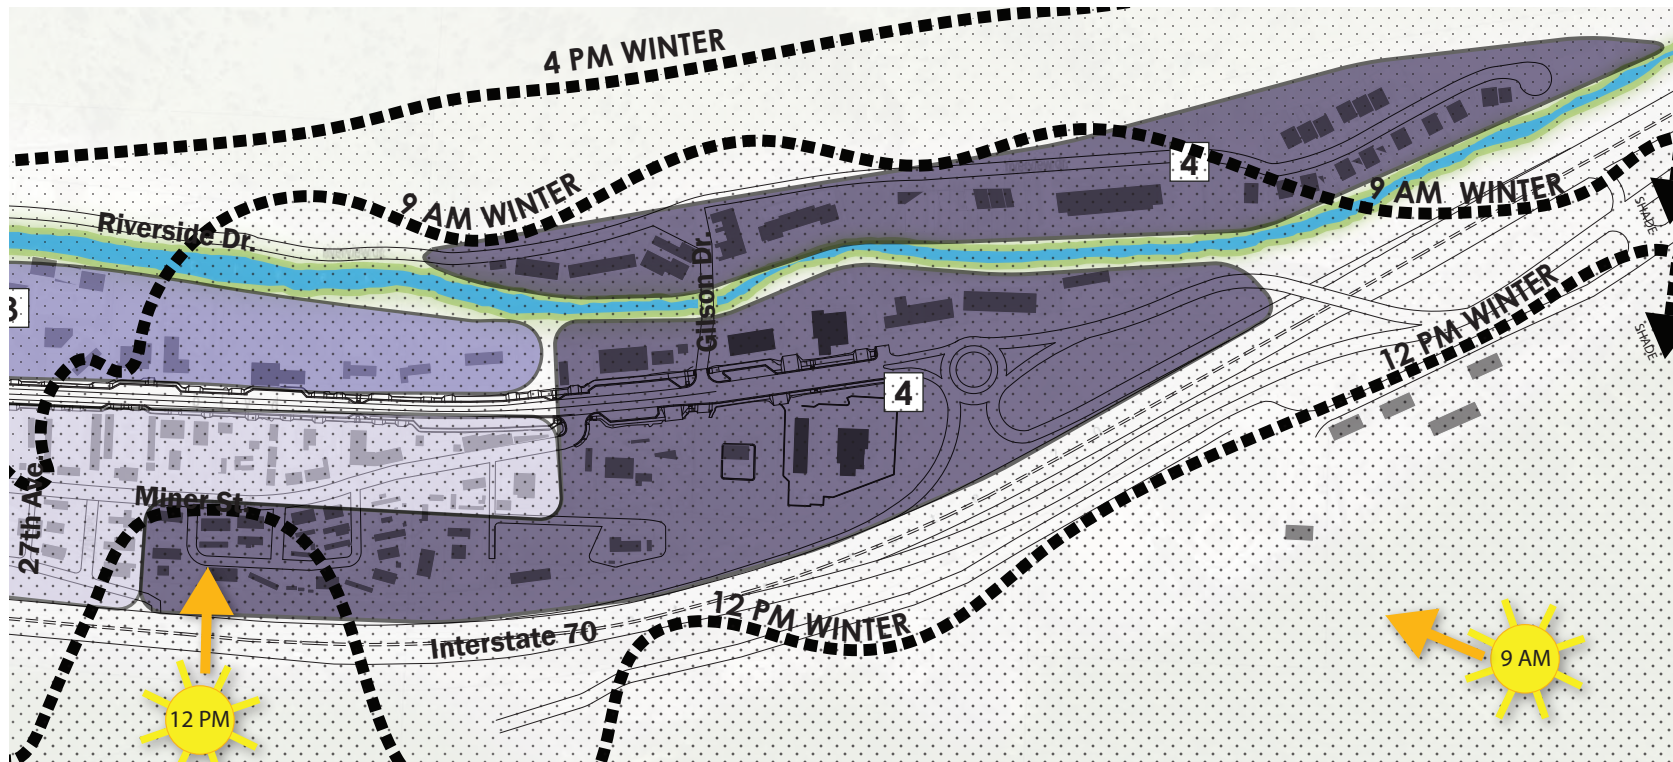 4 PM WINTER
9 AM WINTER
4
9 AM WINTER
SHADE
Riverside Dr.
Gilson Dr.
3
12 PM WINTER
SHADE
4
27th Ave.
Miner St.
12 PM WINTER
Interstate 70
9 AM
12 PM